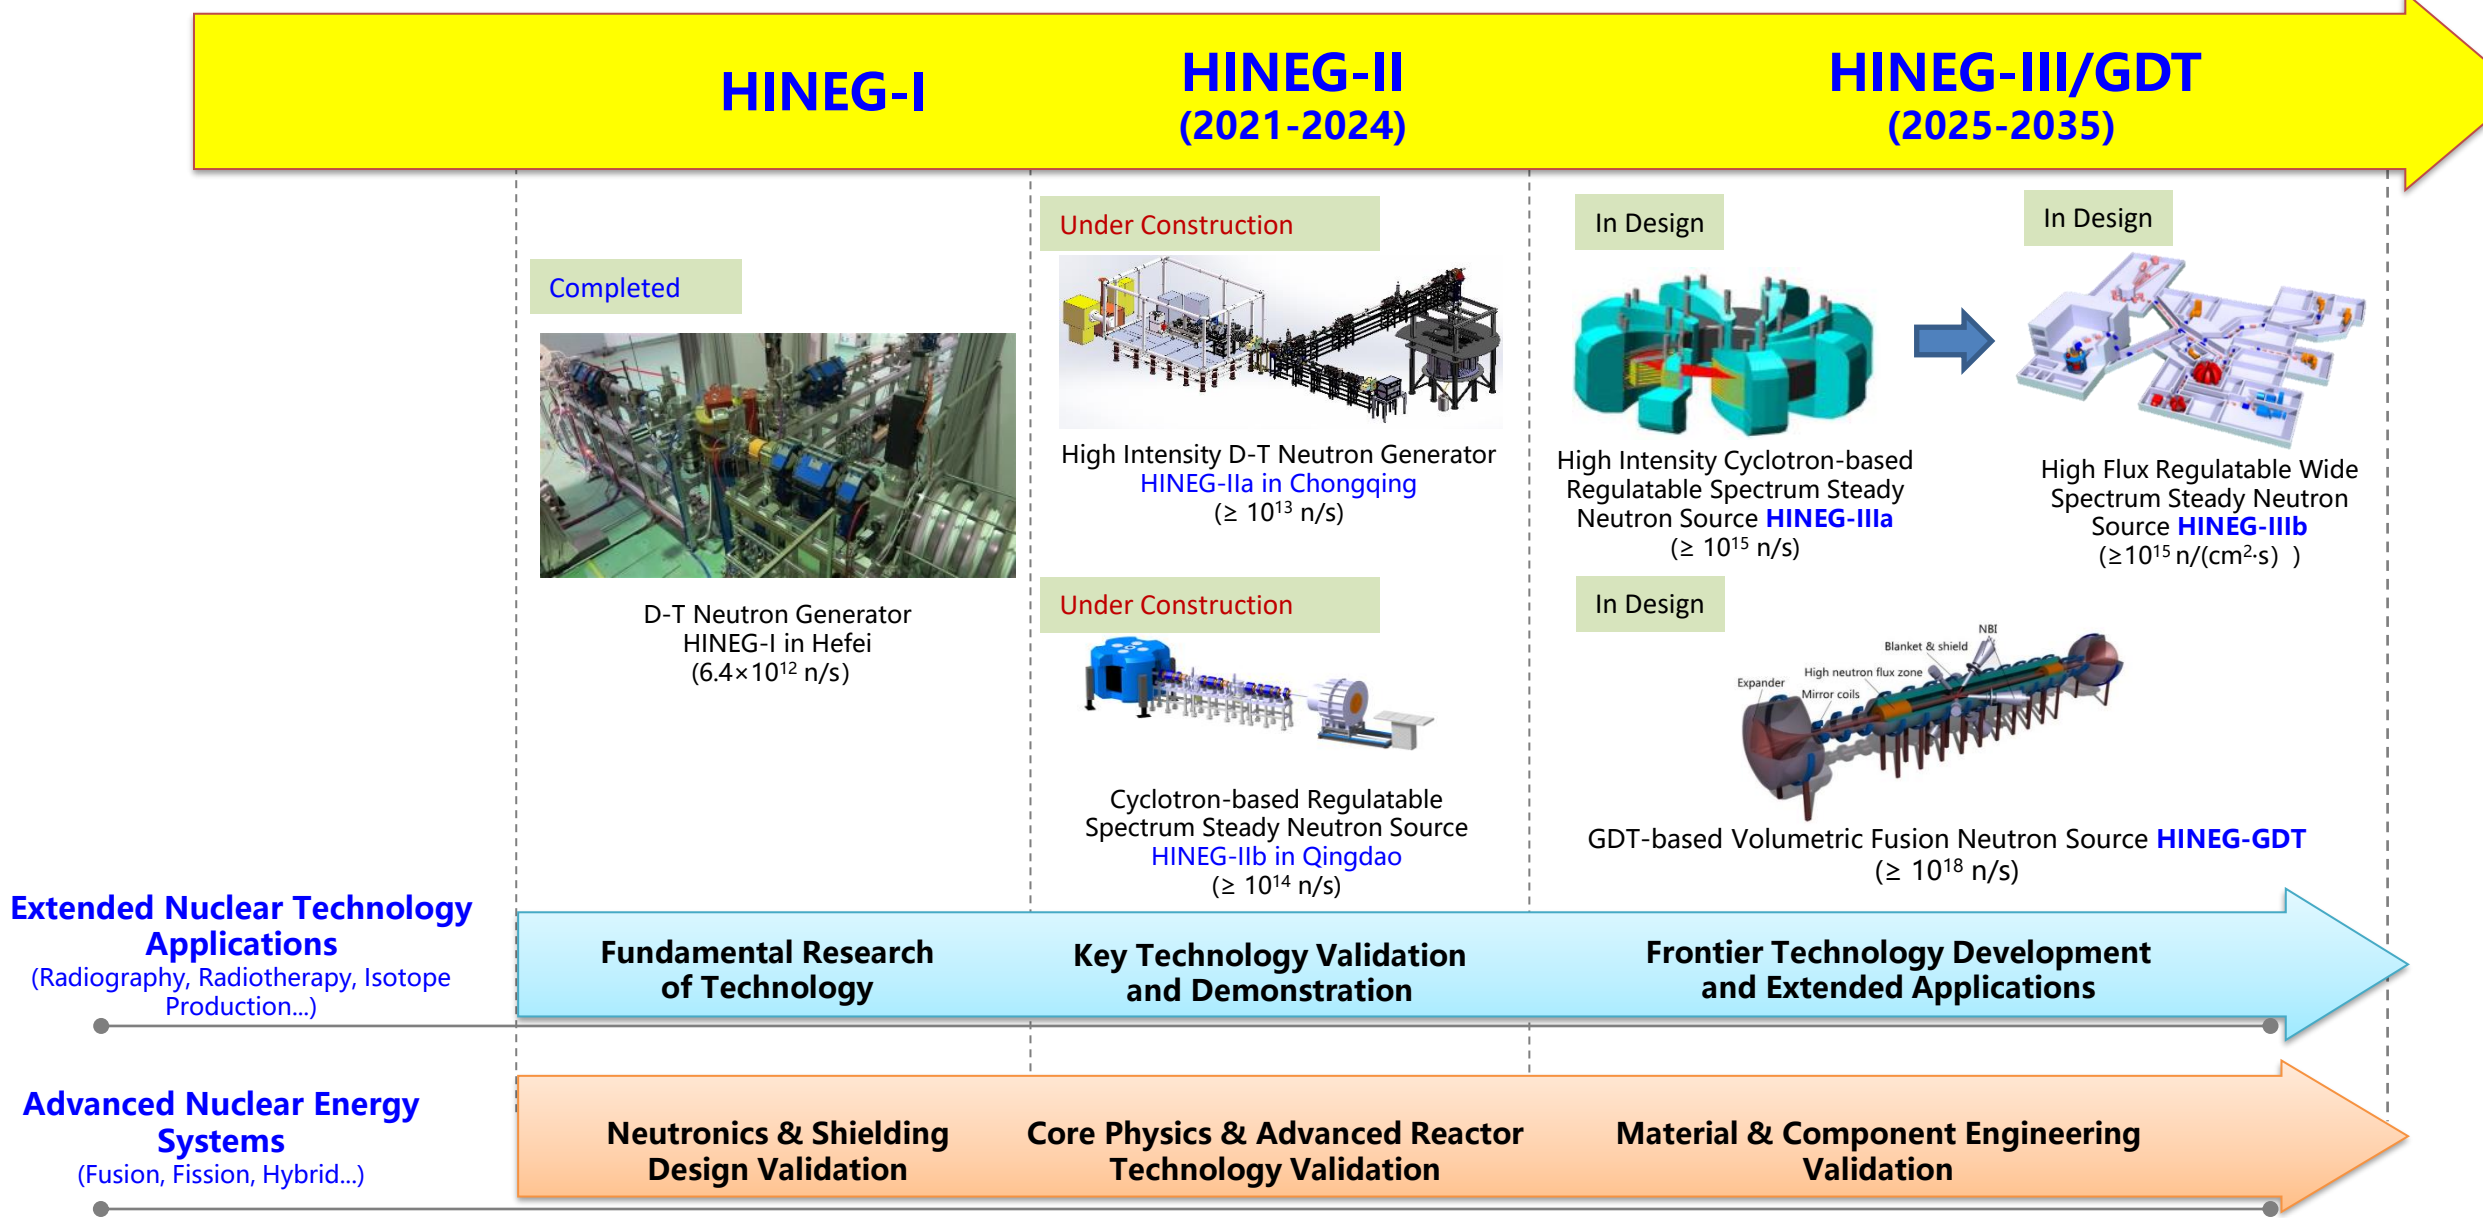 HINEG-I
HINEG-II
(2021-2024)
HINEG-III/GDT
(2025-2035)
Completed
D-T Neutron Generator
HINEG-I in Hefei
(6.4×10¹² n/s)
Under Construction
High Intensity D-T Neutron Generator
HINEG-IIa in Chongqing
(≥ 10¹³ n/s)
Under Construction
Cyclotron-based Regulatable
Spectrum Steady Neutron Source
HINEG-IIb in Qingdao
(≥ 10¹⁴ n/s)
In Design
High Intensity Cyclotron-based
Regulatable Spectrum Steady
Neutron Source HINEG-IIIa
(≥ 10¹⁵ n/s)
In Design
High Flux Regulatable Wide
Spectrum Steady Neutron
Source HINEG-IIIb
(≥10¹⁵ n/(cm²·s) )
In Design
NBI
Blanket & shield
High neutron flux zone
Expander
Mirror coils
GDT-based Volumetric Fusion Neutron Source HINEG-GDT
(≥ 10¹⁸ n/s)
Extended Nuclear Technology
Applications
(Radiography, Radiotherapy, Isotope
Production...)
Fundamental Research
of Technology
Key Technology Validation
and Demonstration
Frontier Technology Development
and Extended Applications
Advanced Nuclear Energy
Systems
(Fusion, Fission, Hybrid...)
Neutronics & Shielding
Design Validation
Core Physics & Advanced Reactor
Technology Validation
Material & Component Engineering
Validation